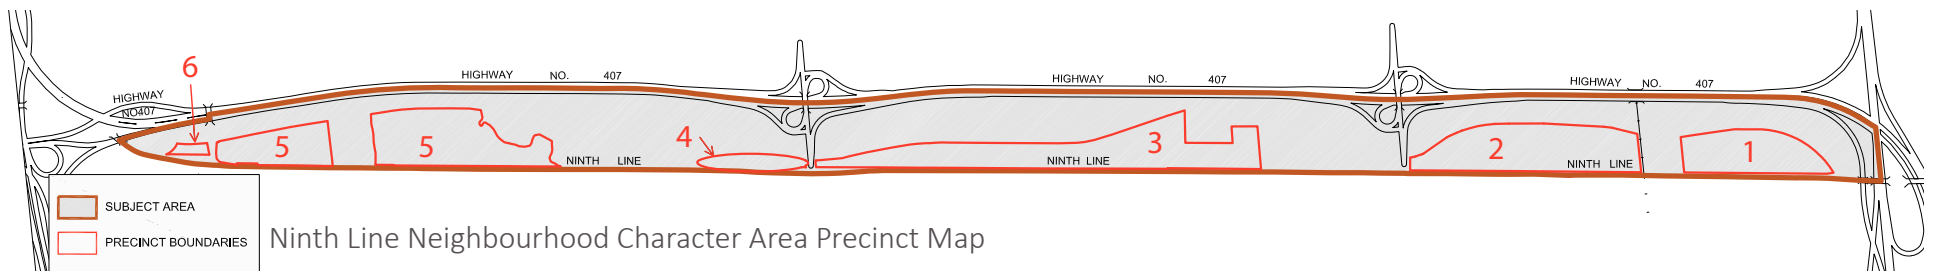 6
HIGHWAY NO. 407
HIGHWAY NO. 407
HIGHWAY NO. 407
HIGHWAY
NO407
5
5
4
3
2
1
NINTH LINE
NINTH LINE
NINTH LINE
SUBJECT AREA
PRECINCT BOUNDARIES
Ninth Line Neighbourhood Character Area Precinct Map